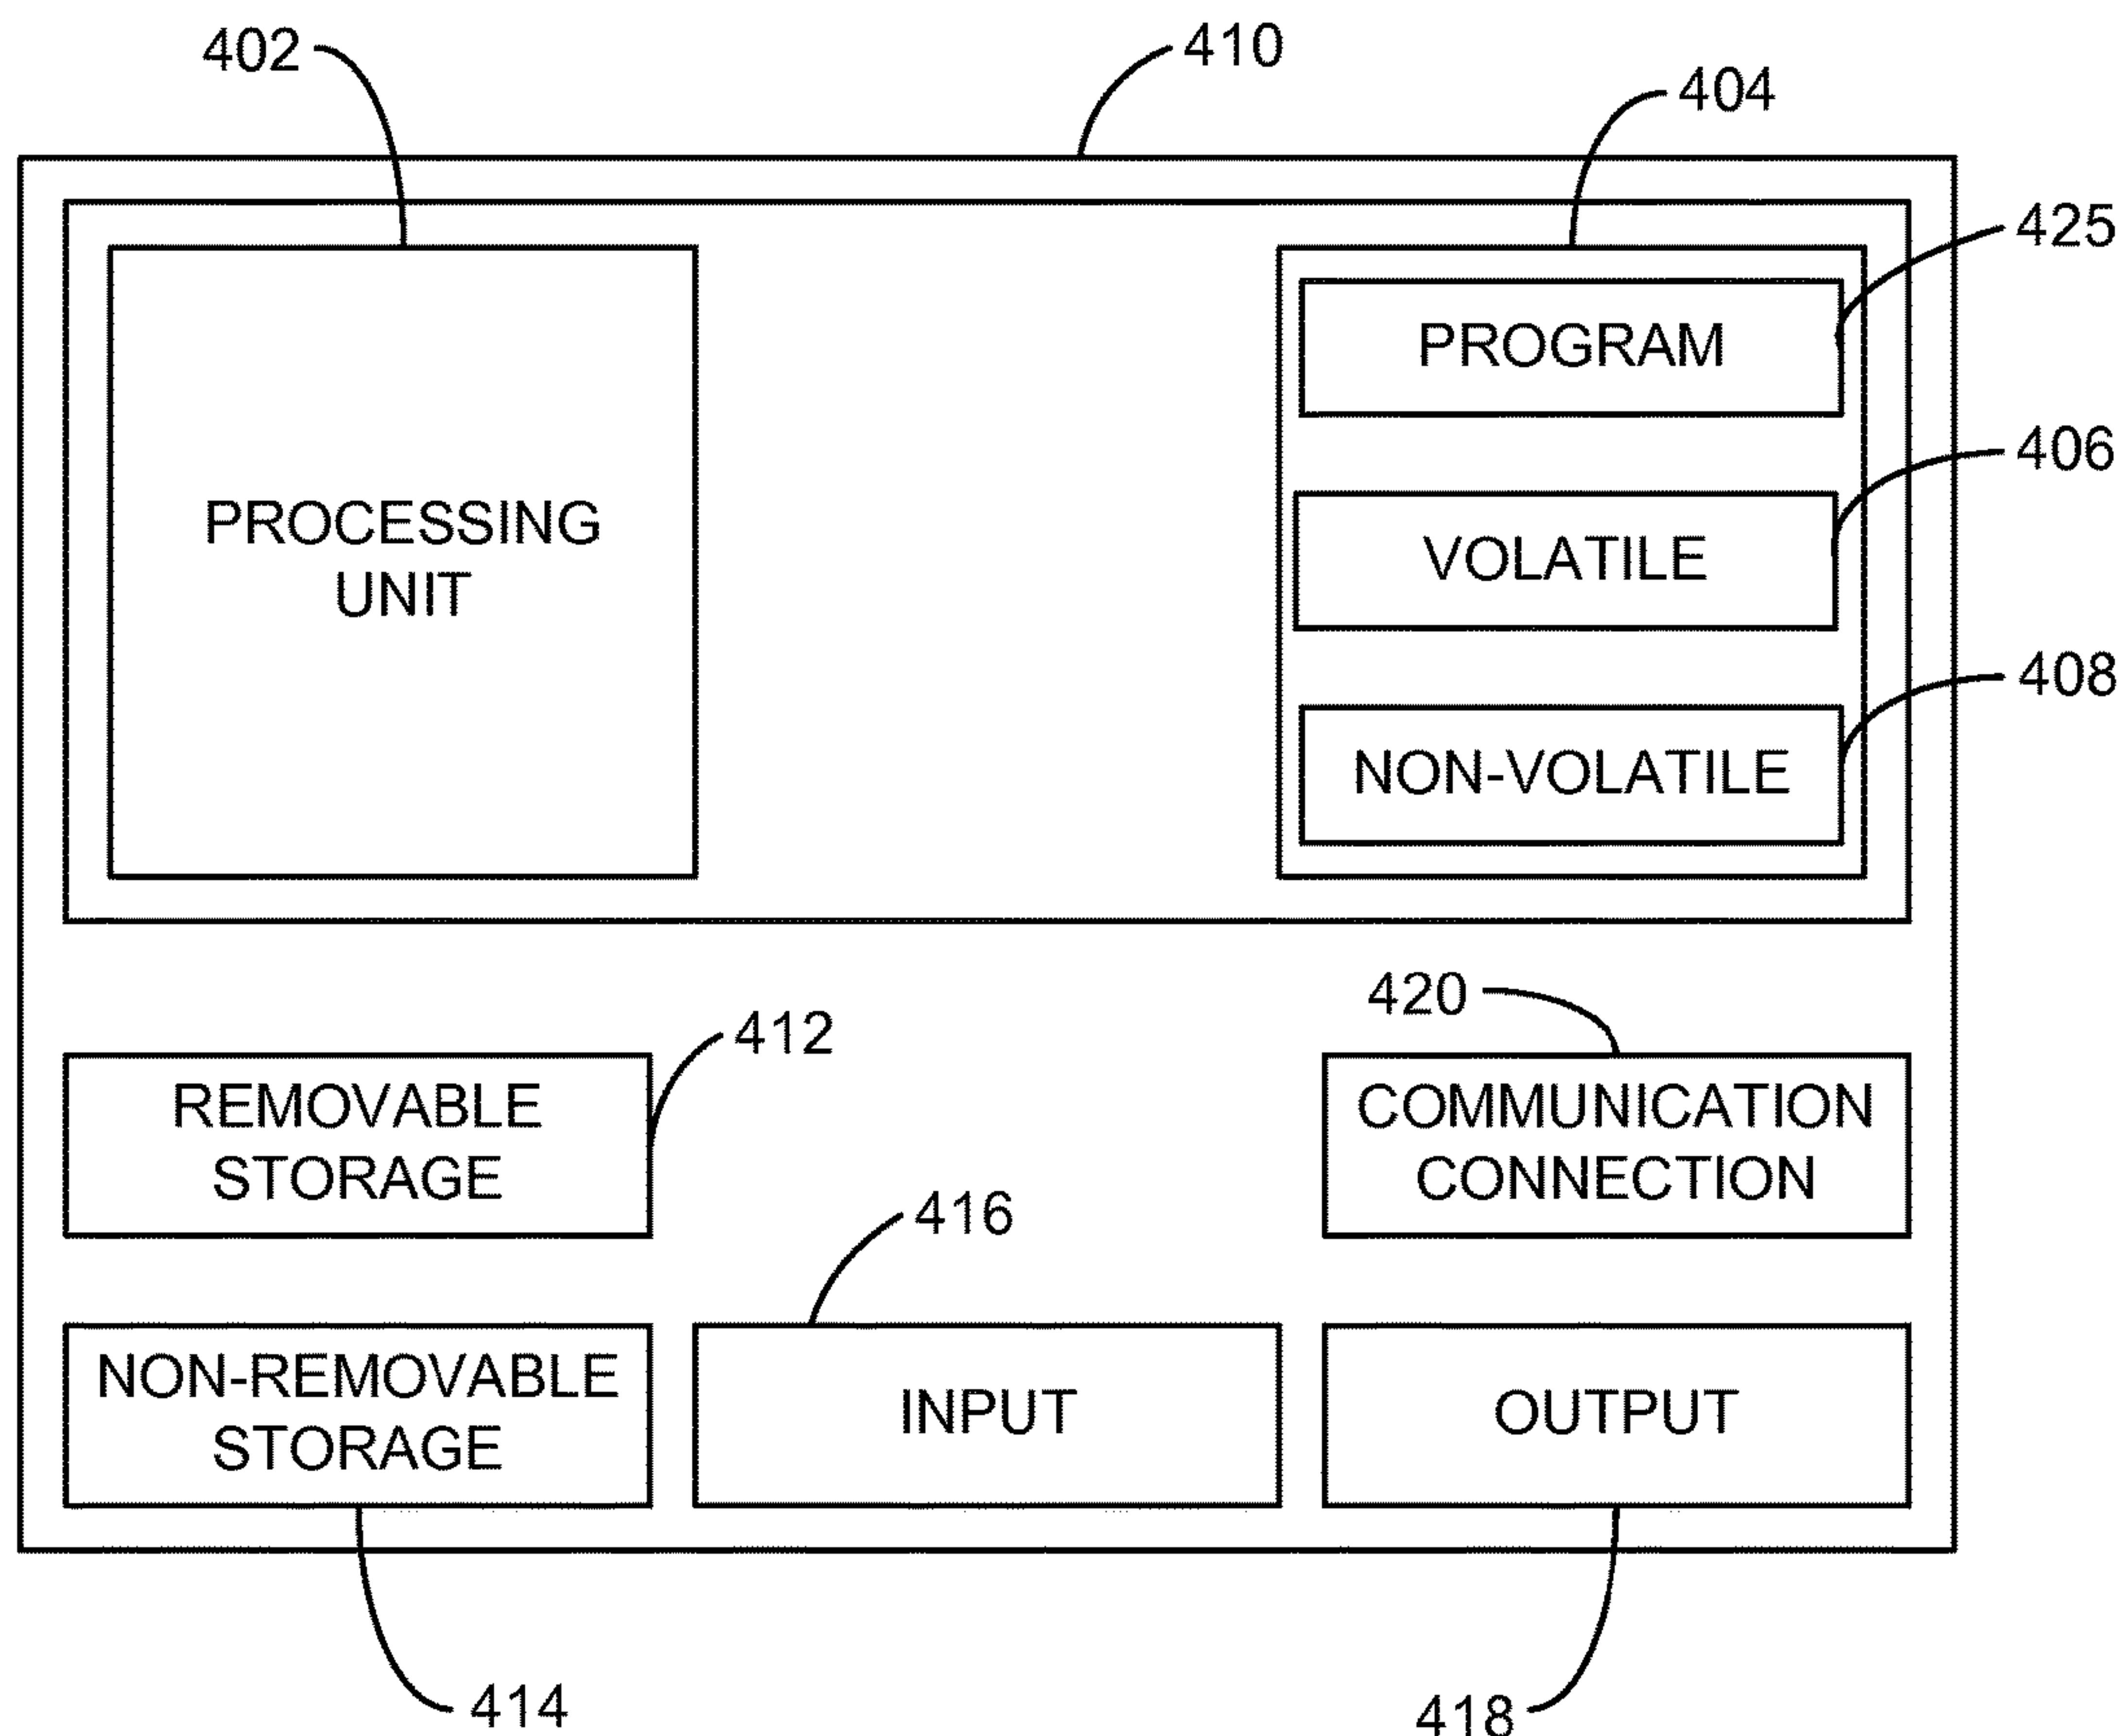 402
410
404
425
PROGRAM
406
PROCESSING
UNIT
VOLATILE
408
NON-VOLATILE
412
420
REMOVABLE
STORAGE
COMMUNICATION
CONNECTION
416
NON-REMOVABLE
STORAGE
INPUT
OUTPUT
414
418